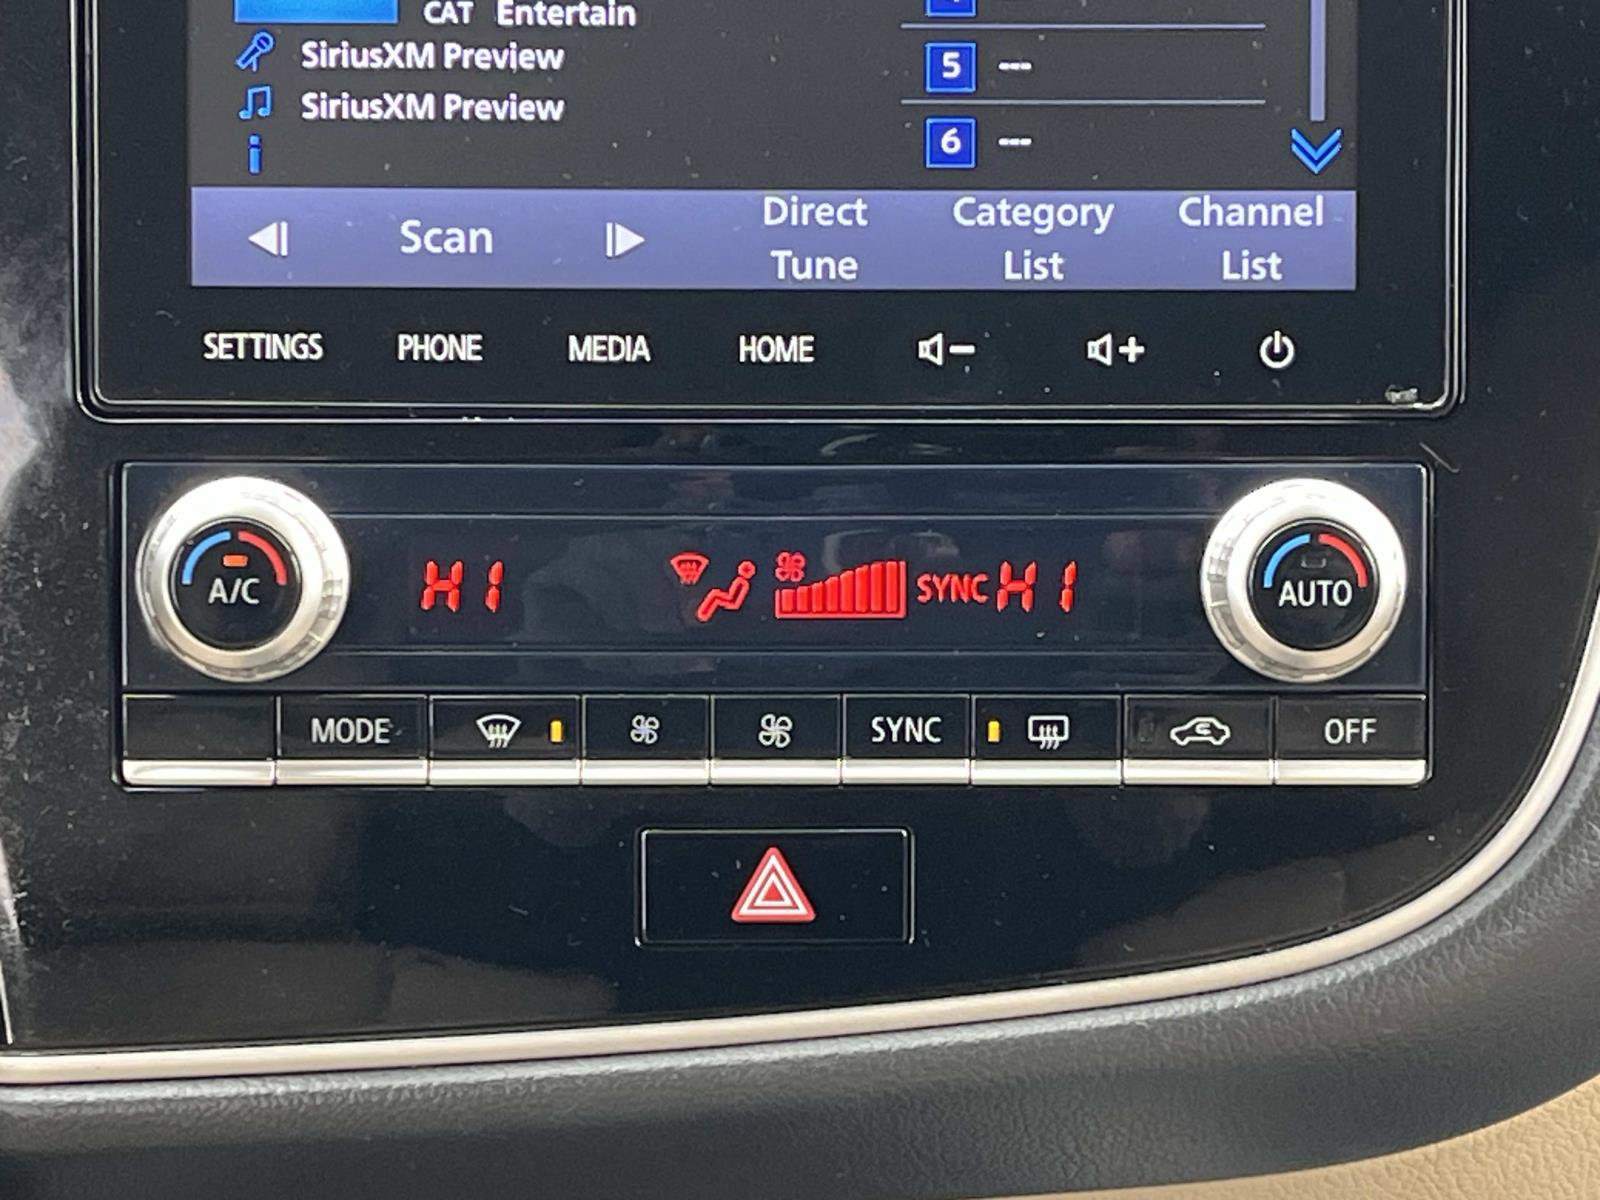 CAT Entertain
SiriusXM Preview
SiriusXM Preview
5 ---
6 ---
Scan
Direct Tune
Category List
Channel List
SETTINGS PHONE MEDIA HOME
A/C
HI
SYNC HI
AUTO
MODE SYNC OFF